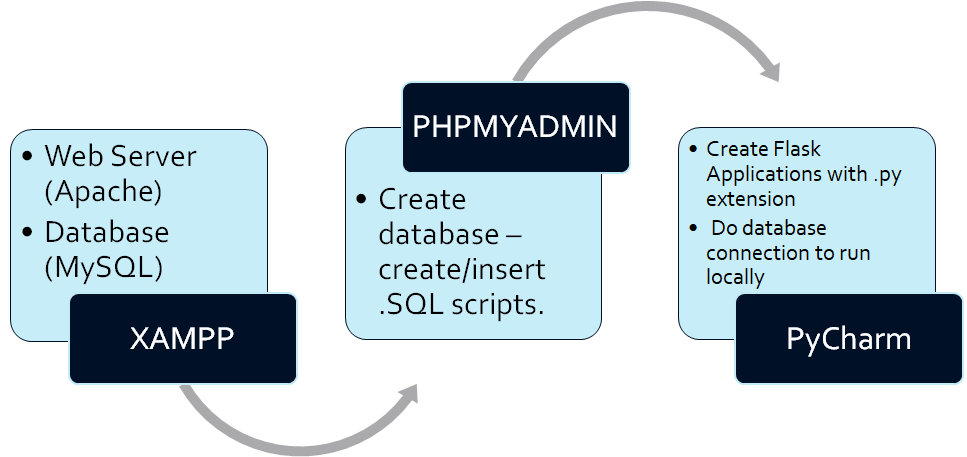 • Web Server
(Apache)
• Database
(MySQL)
XAMPP
PHPMYADMIN
• Create
database –
create/insert
.SQL scripts.
• Create Flask
Applications with .py
extension
• Do database
connection to run
locally
PyCharm